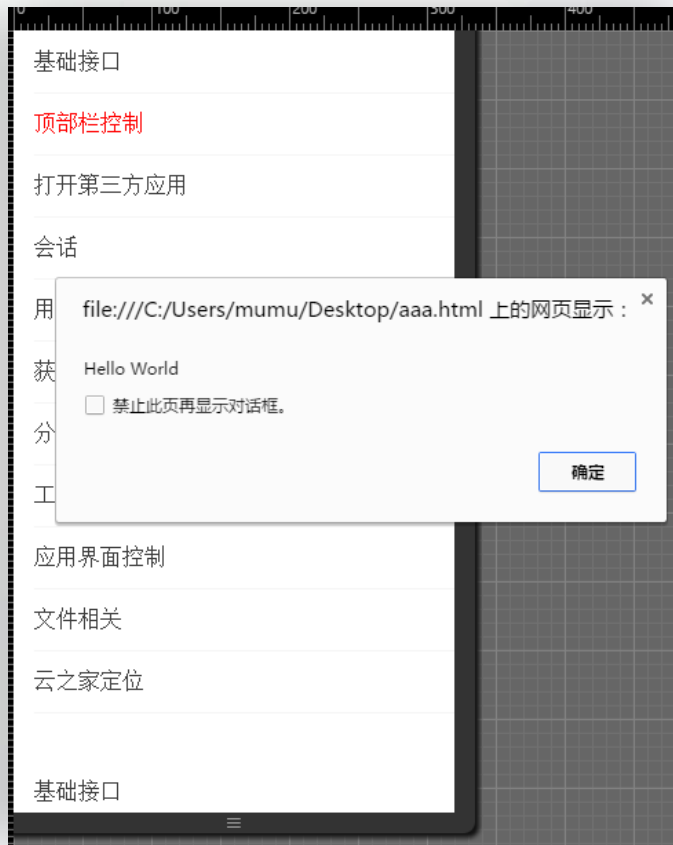 0 100 200 300 400
基础接口
顶部栏控制
打开第三方应用
会话
用
file:///C:/Users/mumu/Desktop/aaa.html 上的网页显示：
×
获
Hello World
禁止此页再显示对话框。
分
确定
工
应用界面控制
文件相关
云之家定位
基础接口